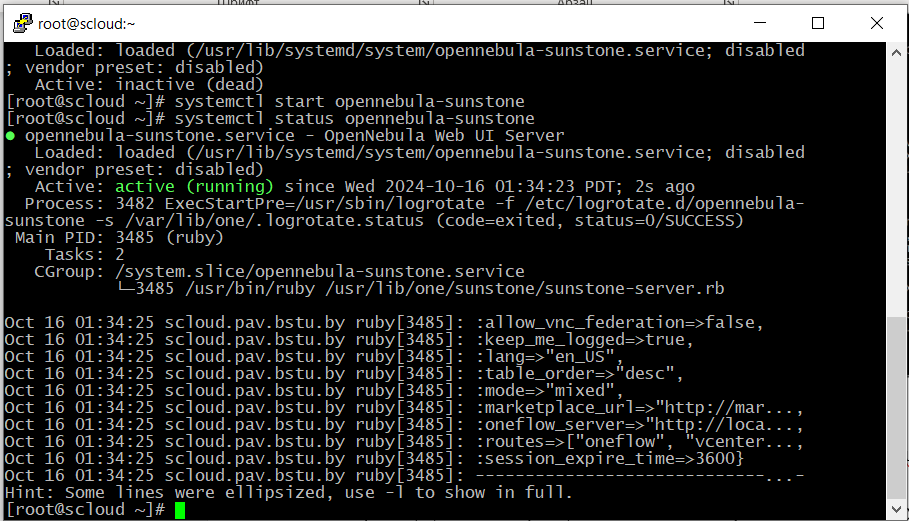 Шрифт
Абзац
root@scloud:~
Loaded: loaded (/usr/lib/systemd/system/opennebula-sunstone.service; disabled
; vendor preset: disabled)
Active: inactive (dead)
[root@scloud ~]# systemctl start opennebula-sunstone
[root@scloud ~]# systemctl status opennebula-sunstone
● opennebula-sunstone.service - OpenNebula Web UI Server
Loaded: loaded (/usr/lib/systemd/system/opennebula-sunstone.service; disabled
; vendor preset: disabled)
Active: active (running) since Wed 2024-10-16 01:34:23 PDT; 2s ago
Process: 3482 ExecStartPre=/usr/sbin/logrotate -f /etc/logrotate.d/opennebula-
sunstone -s /var/lib/one/.logrotate.status (code=exited, status=0/SUCCESS)
Main PID: 3485 (ruby)
Tasks: 2
CGroup: /system.slice/opennebula-sunstone.service
└─3485 /usr/bin/ruby /usr/lib/one/sunstone/sunstone-server.rb
Oct 16 01:34:25 scloud.pav.bstu.by ruby[3485]: :allow_vnc_federation=>false,
Oct 16 01:34:25 scloud.pav.bstu.by ruby[3485]: :keep_me_logged=>true,
Oct 16 01:34:25 scloud.pav.bstu.by ruby[3485]: :lang=>"en_US",
Oct 16 01:34:25 scloud.pav.bstu.by ruby[3485]: :table_order=>"desc",
Oct 16 01:34:25 scloud.pav.bstu.by ruby[3485]: :mode=>"mixed",
Oct 16 01:34:25 scloud.pav.bstu.by ruby[3485]: :marketplace_url=>"http://mar...,
Oct 16 01:34:25 scloud.pav.bstu.by ruby[3485]: :oneflow_server=>"http://loca...,
Oct 16 01:34:25 scloud.pav.bstu.by ruby[3485]: :routes=>["oneflow", "vcenter...,
Oct 16 01:34:25 scloud.pav.bstu.by ruby[3485]: :session_expire_time=>3600}
Oct 16 01:34:25 scloud.pav.bstu.by ruby[3485]: -----------------------------...-
Hint: Some lines were ellipsized, use -l to show in full.
[root@scloud ~]#